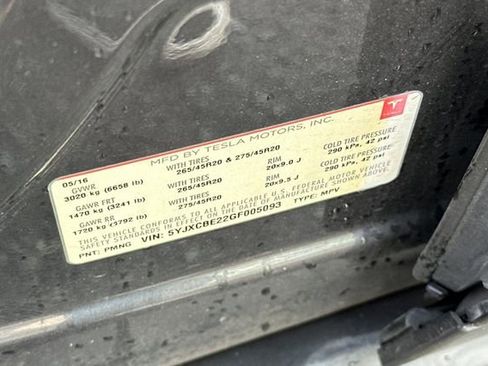 MFD BY TESLA MOTORS, INC.
05/16
GVWR WITH TIRES RIM COLD TIRE PRESSURE
3020 kg (6658 lb) 265/45R20 & 275/45R20 20x9.0 J 290 kPa, 42 psi
GAWR FRT WITH TIRES RIM COLD TIRE PRESSURE
1470 kg (3241 lb) 265/45R20 20x9.5 J 290 kPa, 42 psi
GAWR RR WITH TIRES
1720 kg (3792 lb) 275/45R20
THIS VEHICLE CONFORMS TO ALL APPLICABLE U.S. FEDERAL MOTOR VEHICLE
SAFETY STANDARDS IN EFFECT ON THE DATE OF MANUFACTURE SHOWN ABOVE.
VIN: 5YJXCBE22GF005093 TYPE: MPV
PNT: PMNG